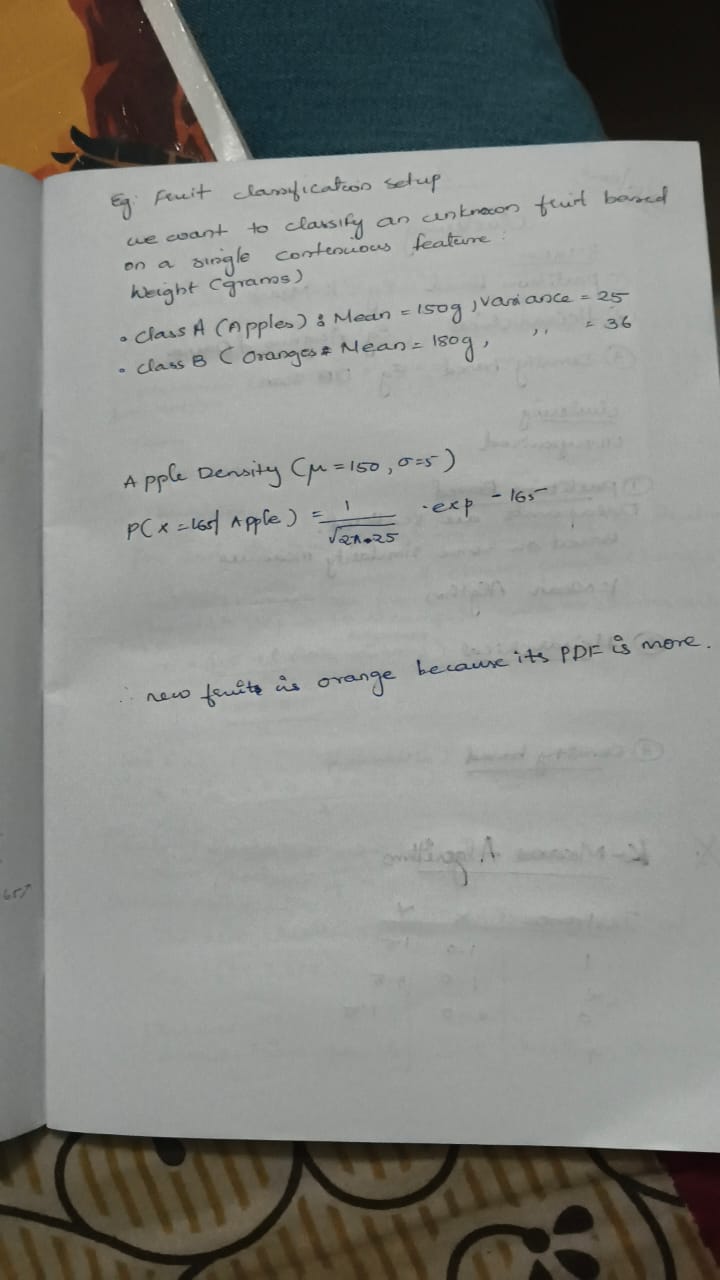 Eg: Fruit classification setup
we want to classify an unknown fruit based
on a single continuous feature:
Weight (grams)
• class A (Apples) : Mean = 150g, variance = 25
• class B ( Oranges : Mean = 180g, ,, = 36
Apple Density (μ=150, σ=5)
P(x=165/ Apple) = 1/√2π•25 ·exp -165
∴ new fruits is orange because its PDF is more.